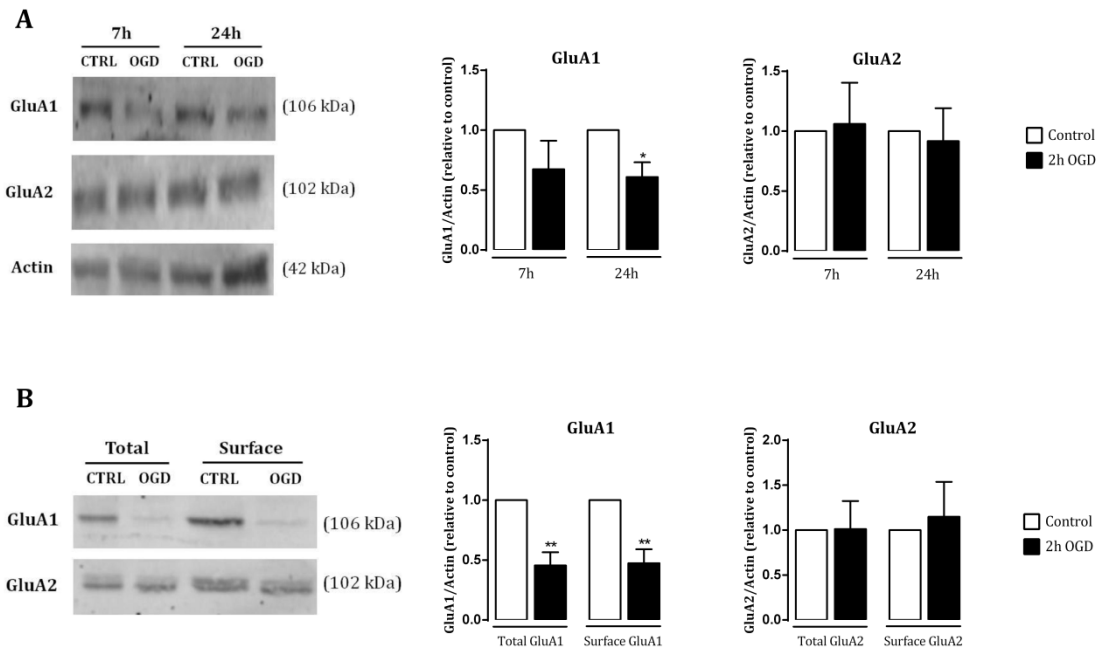 A
7h 24h
CTRL OGD CTRL OGD
GluA1 (106 kDa)
GluA2 (102 kDa)
Actin (42 kDa)
GluA1
GluA1/Actin (relative to control)
1.5
1.0
0.5
0.0
*
7h 24h
GluA2
GluA2/Actin (relative to control)
1.5
1.0
0.5
0.0
7h 24h
Control
2h OGD
B
Total Surface
CTRL OGD CTRL OGD
GluA1 (106 kDa)
GluA2 (102 kDa)
GluA1
GluA1/Actin (relative to control)
1.5
1.0
0.5
0.0
** **
Total GluA1 Surface GluA1
GluA2
GluA2/Actin (relative to control)
2.0
1.5
1.0
0.5
0.0
Total GluA2 Surface GluA2
Control
2h OGD